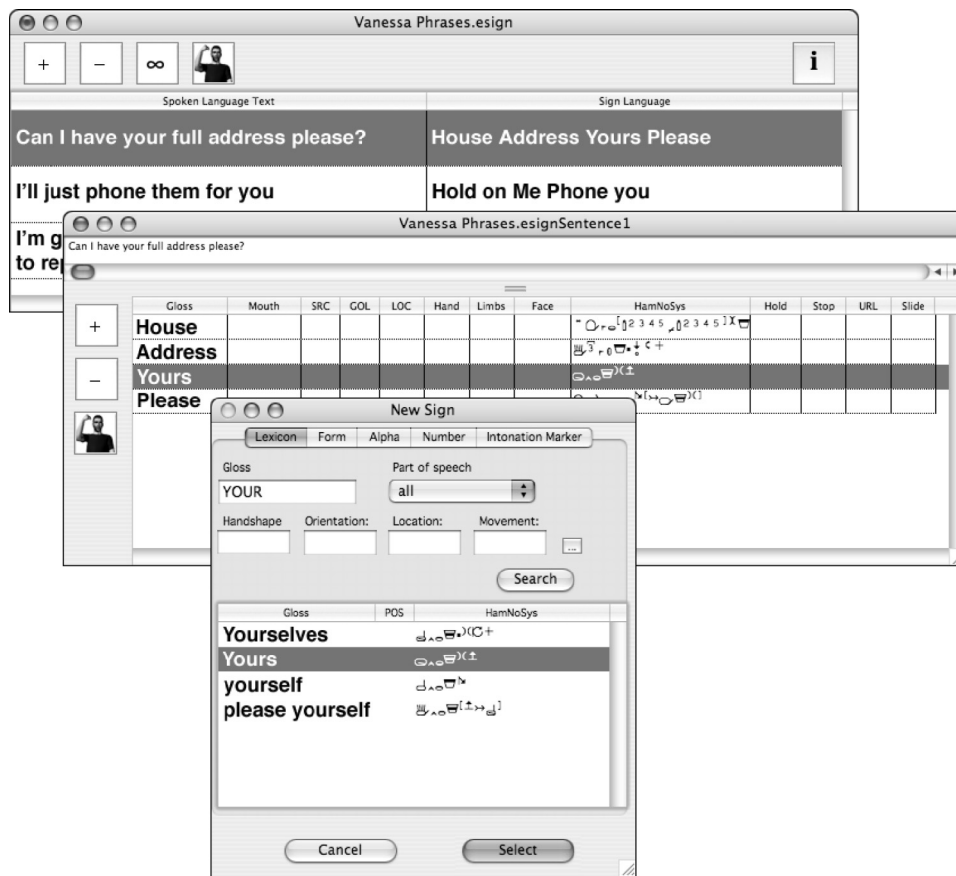 Vanessa Phrases.esign
+ − ∞ i
Spoken Language Text Sign Language
Can I have your full address please? House Address Yours Please
I'll just phone them for you Hold on Me Phone you
I'm g
to rep
Vanessa Phrases.esignSentence1
Can I have your full address please?
Gloss Mouth SRC GOL LOC Hand Limbs Face HamNoSys Hold Stop URL Slide
+
−
House
Address
Yours
Please
New Sign
Lexicon Form Alpha Number Intonation Marker
Gloss Part of speech
YOUR all
Handshape Orientation: Location: Movement:
...
Search
Gloss POS HamNoSys
Yourselves
Yours
yourself
please yourself
Cancel Select